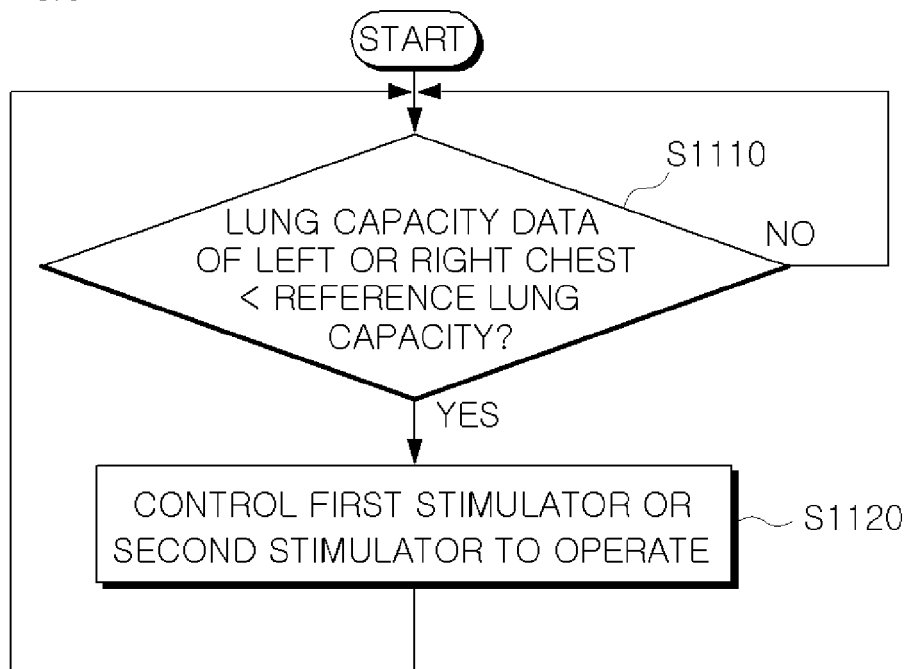 START
S1110
LUNG CAPACITY DATA
OF LEFT OR RIGHT CHEST
< REFERENCE LUNG
CAPACITY?
NO
YES
CONTROL FIRST STIMULATOR OR
SECOND STIMULATOR TO OPERATE
S1120